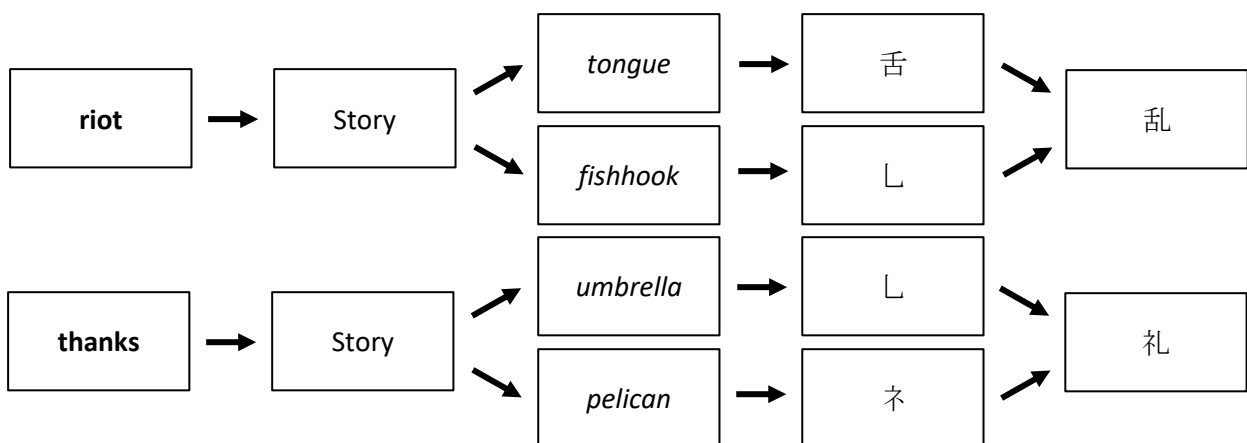 tongue
舌
riot
Story
乱
fishhook
乚
umbrella
乚
thanks
Story
礼
pelican
ネ